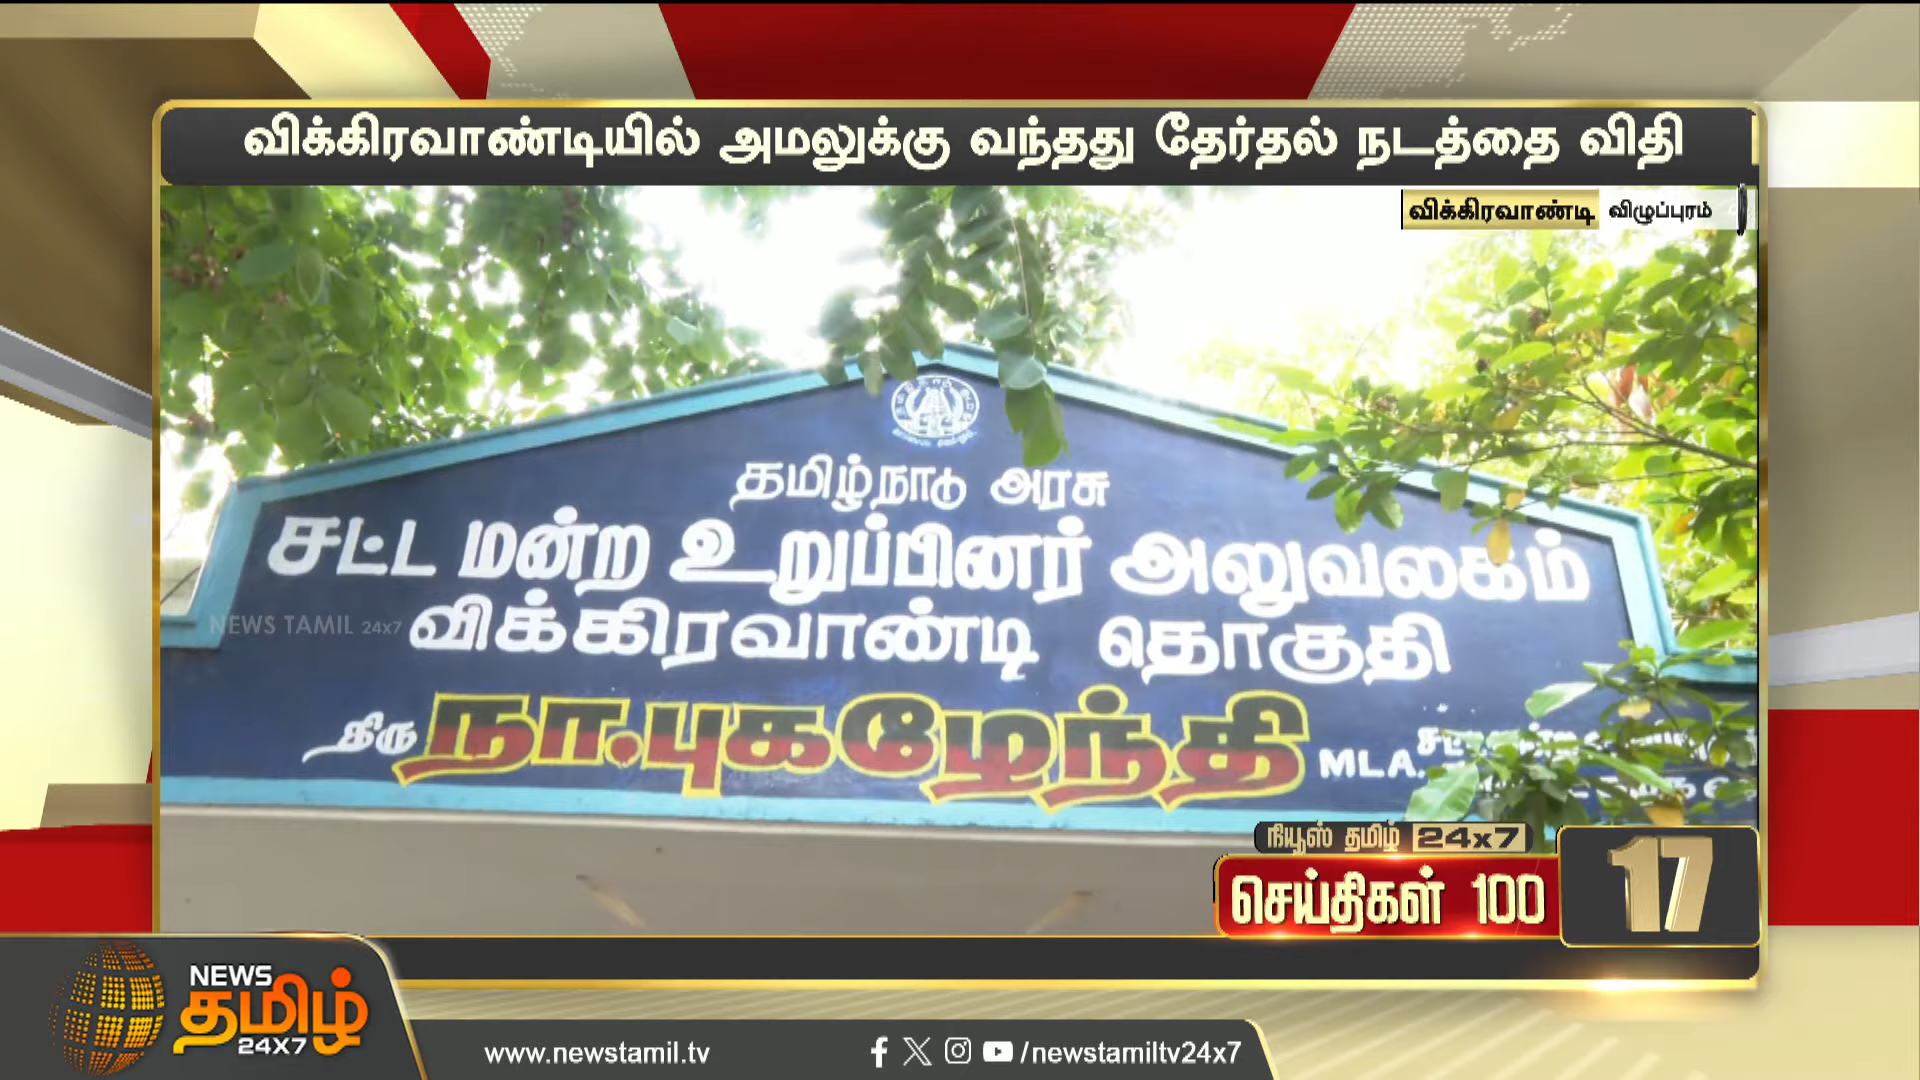 விக்கிரவாண்டியில் அமலுக்கு வந்தது தேர்தல் நடத்தை விதி
விக்கிரவாண்டி விழுப்புரம்
தமிழ்நாடு அரசு
சட்ட மன்ற உறுப்பினர் அலுவலகம்
NEWS TAMIL 24x7
விக்கிரவாண்டி தொகுதி
திரு நா.புகழேந்தி MLA.
நியூஸ் தமிழ் 24x7
செய்திகள் 100
17
NEWS
தமிழ்
24X7
www.newstamil.tv
/newstamiltv24x7